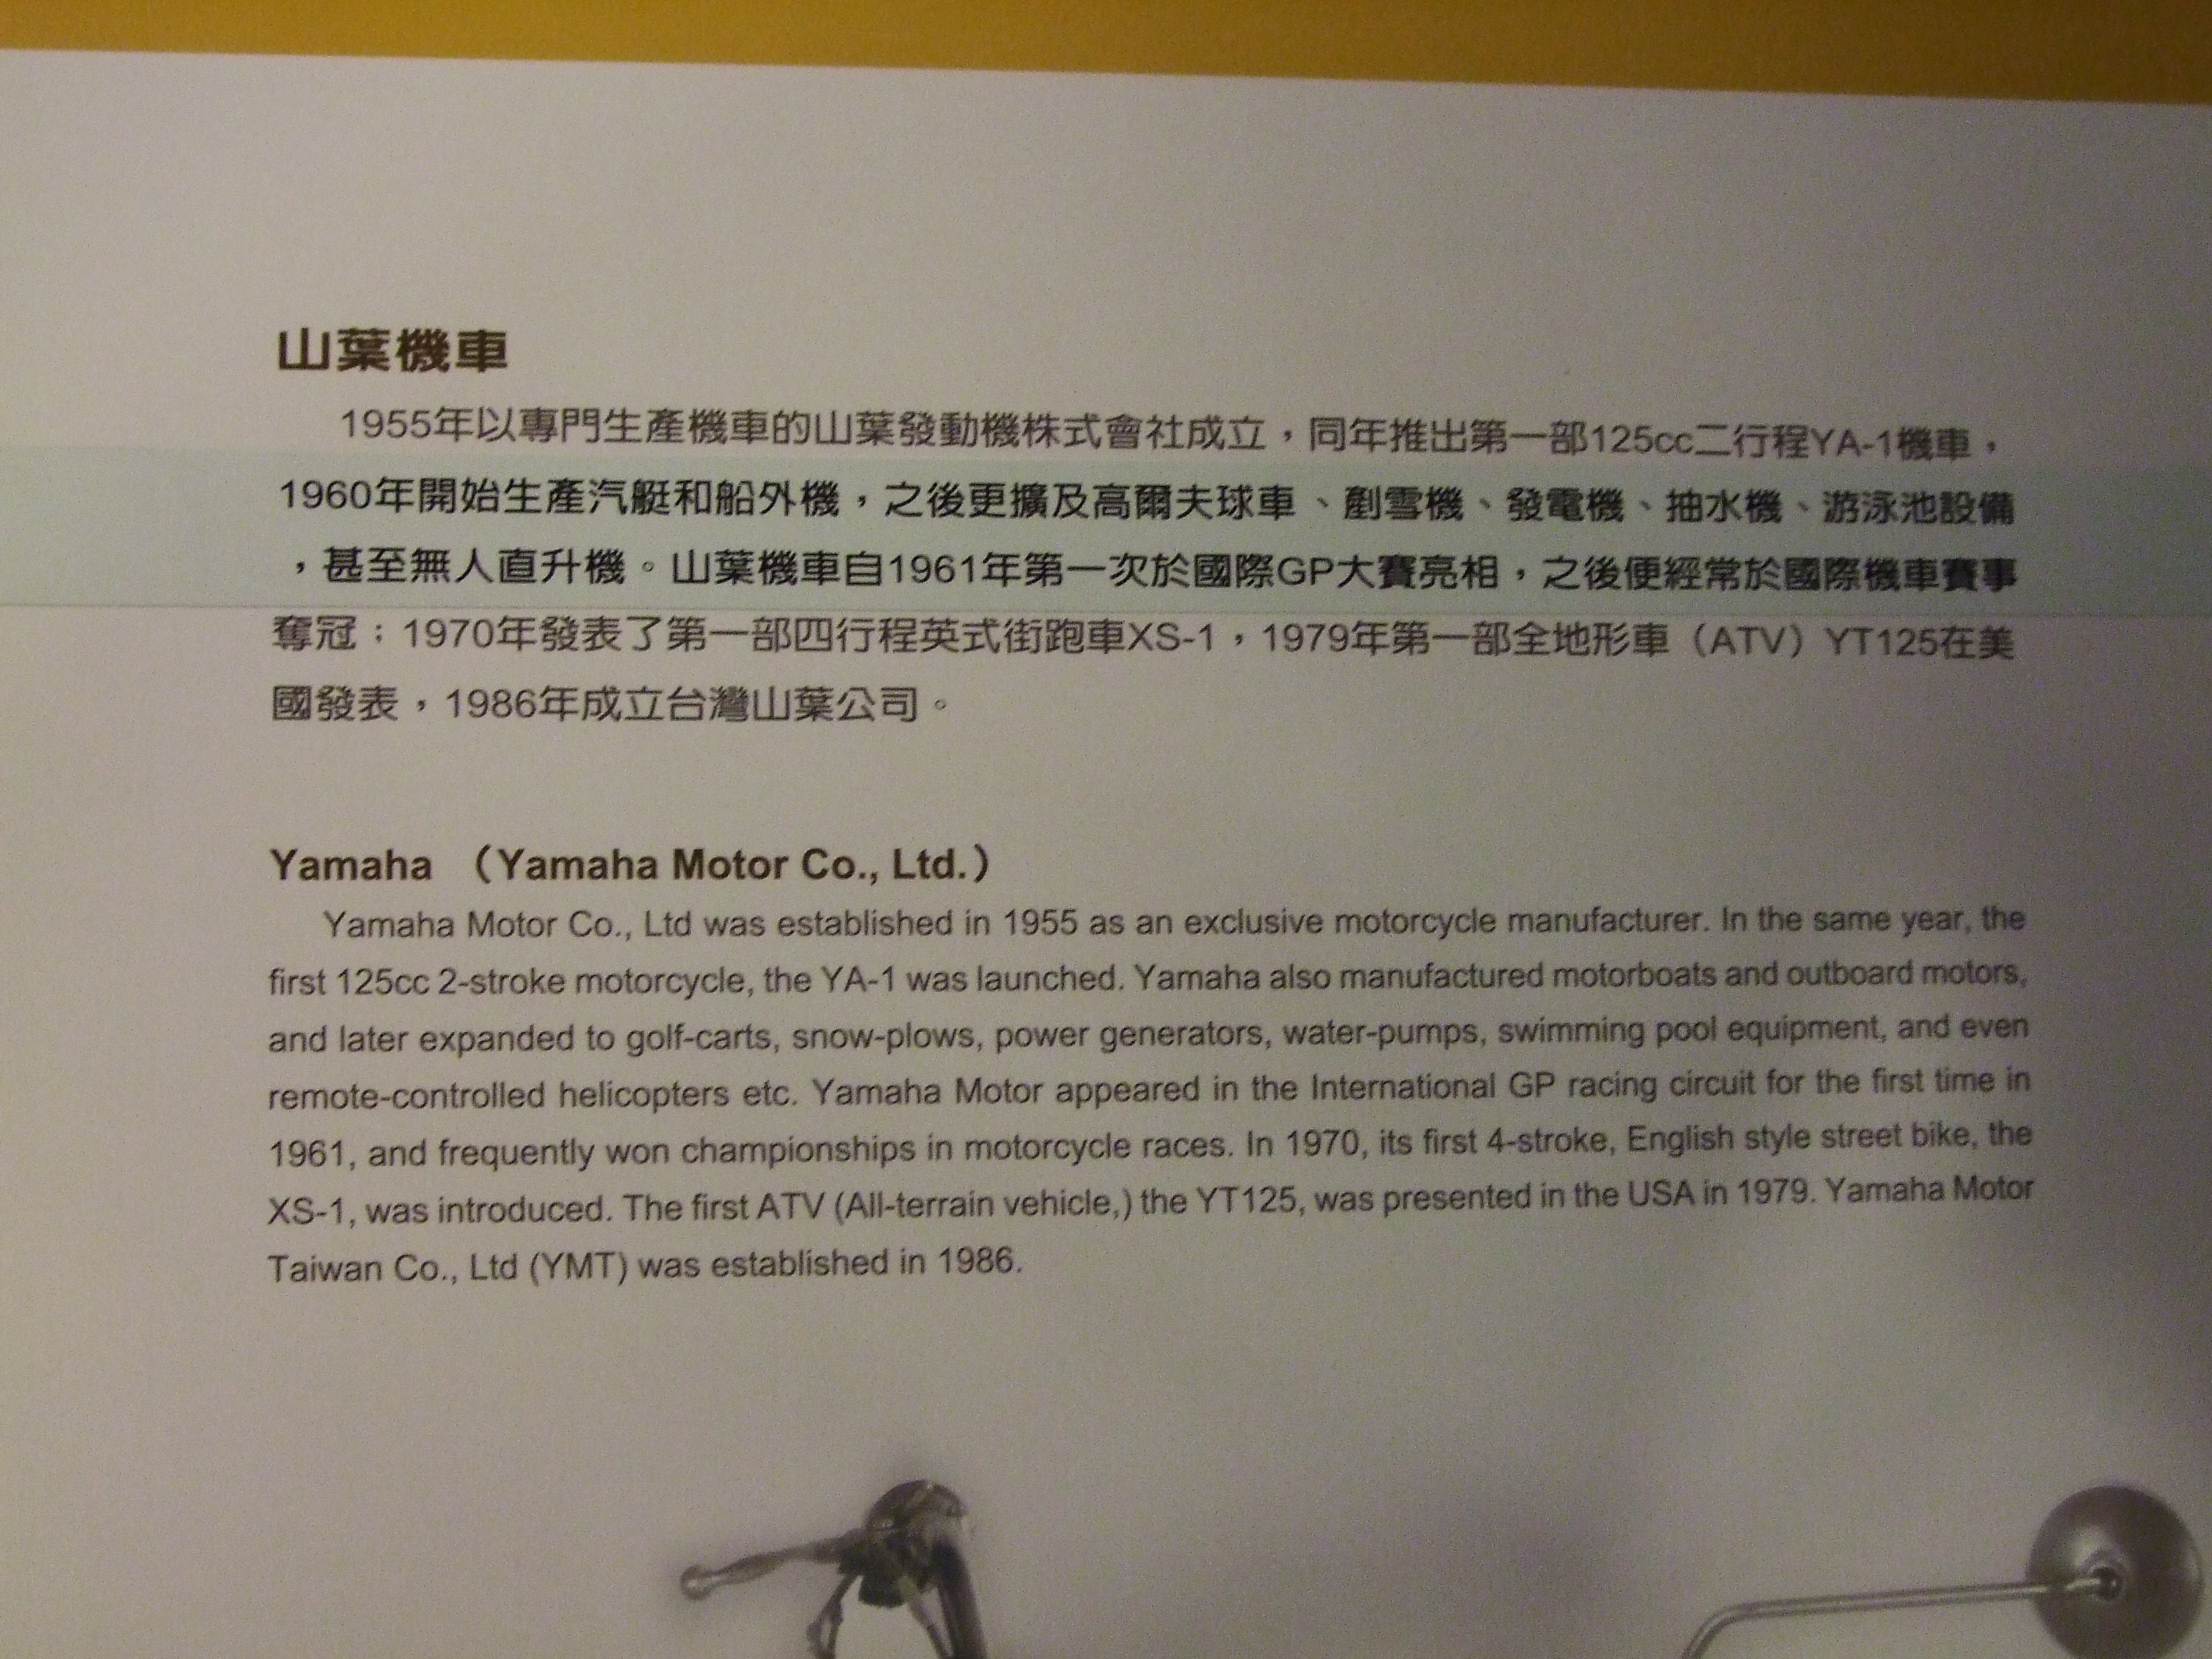 山葉機車
1955年以專門生產機車的山葉發動機株式會社成立，同年推出第一部125cc二行程YA-1機車，
1960年開始生產汽艇和船外機，之後更擴及高爾夫球車、剷雪機、發電機、抽水機、游泳池設備
，甚至無人直升機。山葉機車自1961年第一次於國際GP大賽亮相，之後便經常於國際機車賽事
奪冠；1970年發表了第一部四行程英式街跑車XS-1，1979年第一部全地形車（ATV）YT125在美
國發表，1986年成立台灣山葉公司。
Yamaha （Yamaha Motor Co., Ltd.）
Yamaha Motor Co., Ltd was established in 1955 as an exclusive motorcycle manufacturer. In the same year, the
first 125cc 2-stroke motorcycle, the YA-1 was launched. Yamaha also manufactured motorboats and outboard motors,
and later expanded to golf-carts, snow-plows, power generators, water-pumps, swimming pool equipment, and even
remote-controlled helicopters etc. Yamaha Motor appeared in the International GP racing circuit for the first time in
1961, and frequently won championships in motorcycle races. In 1970, its first 4-stroke, English style street bike, the
XS-1, was introduced. The first ATV (All-terrain vehicle,) the YT125, was presented in the USA in 1979. Yamaha Motor
Taiwan Co., Ltd (YMT) was established in 1986.